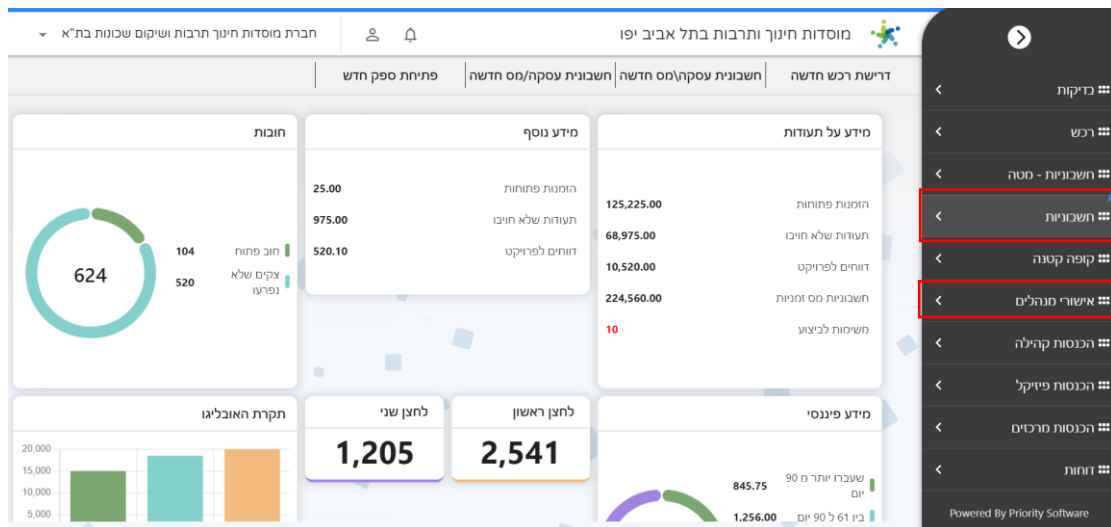 מוסדות חינוך ותרבות בתל אביב יפו
חברת מוסדות חינוך תרבות ושיקום שכונות בת"א
דרישת רכש חדשה
חשבונית עסקה\מס חדשה
חשבונית עסקה/מס חדשה
פתיחת ספק חדש
בדיקות
רכש
חשבוניות - מטה
חשבוניות
קופה קטנה
אישורי מנהלים
הכנסות קהילה
הכנסות פיזיקל
הכנסות מרכזים
דוחות
Powered By Priority Software
מידע על תעודות
הזמנות פתוחות 125,225.00
תעודות שלא חויבו 68,975.00
דווחים לפרויקט 10,520.00
חשבוניות מס זמניות 224,560.00
משימות לביצוע 10
מידע נוסף
הזמנות פתוחות 25.00
תעודות שלא חויבו 975.00
דווחים לפרויקט 520.10
חובות
חוב פתוח 104
צקים שלא 520
נפרעו
624
מידע פיננסי
שעברו יותר מ 90 845.75
יום
בין 61 ל 90 יום 1,256.00
לחצן ראשון
2,541
לחצן שני
1,205
תקרת האובליגו
20,000
15,000
10,000
5,000